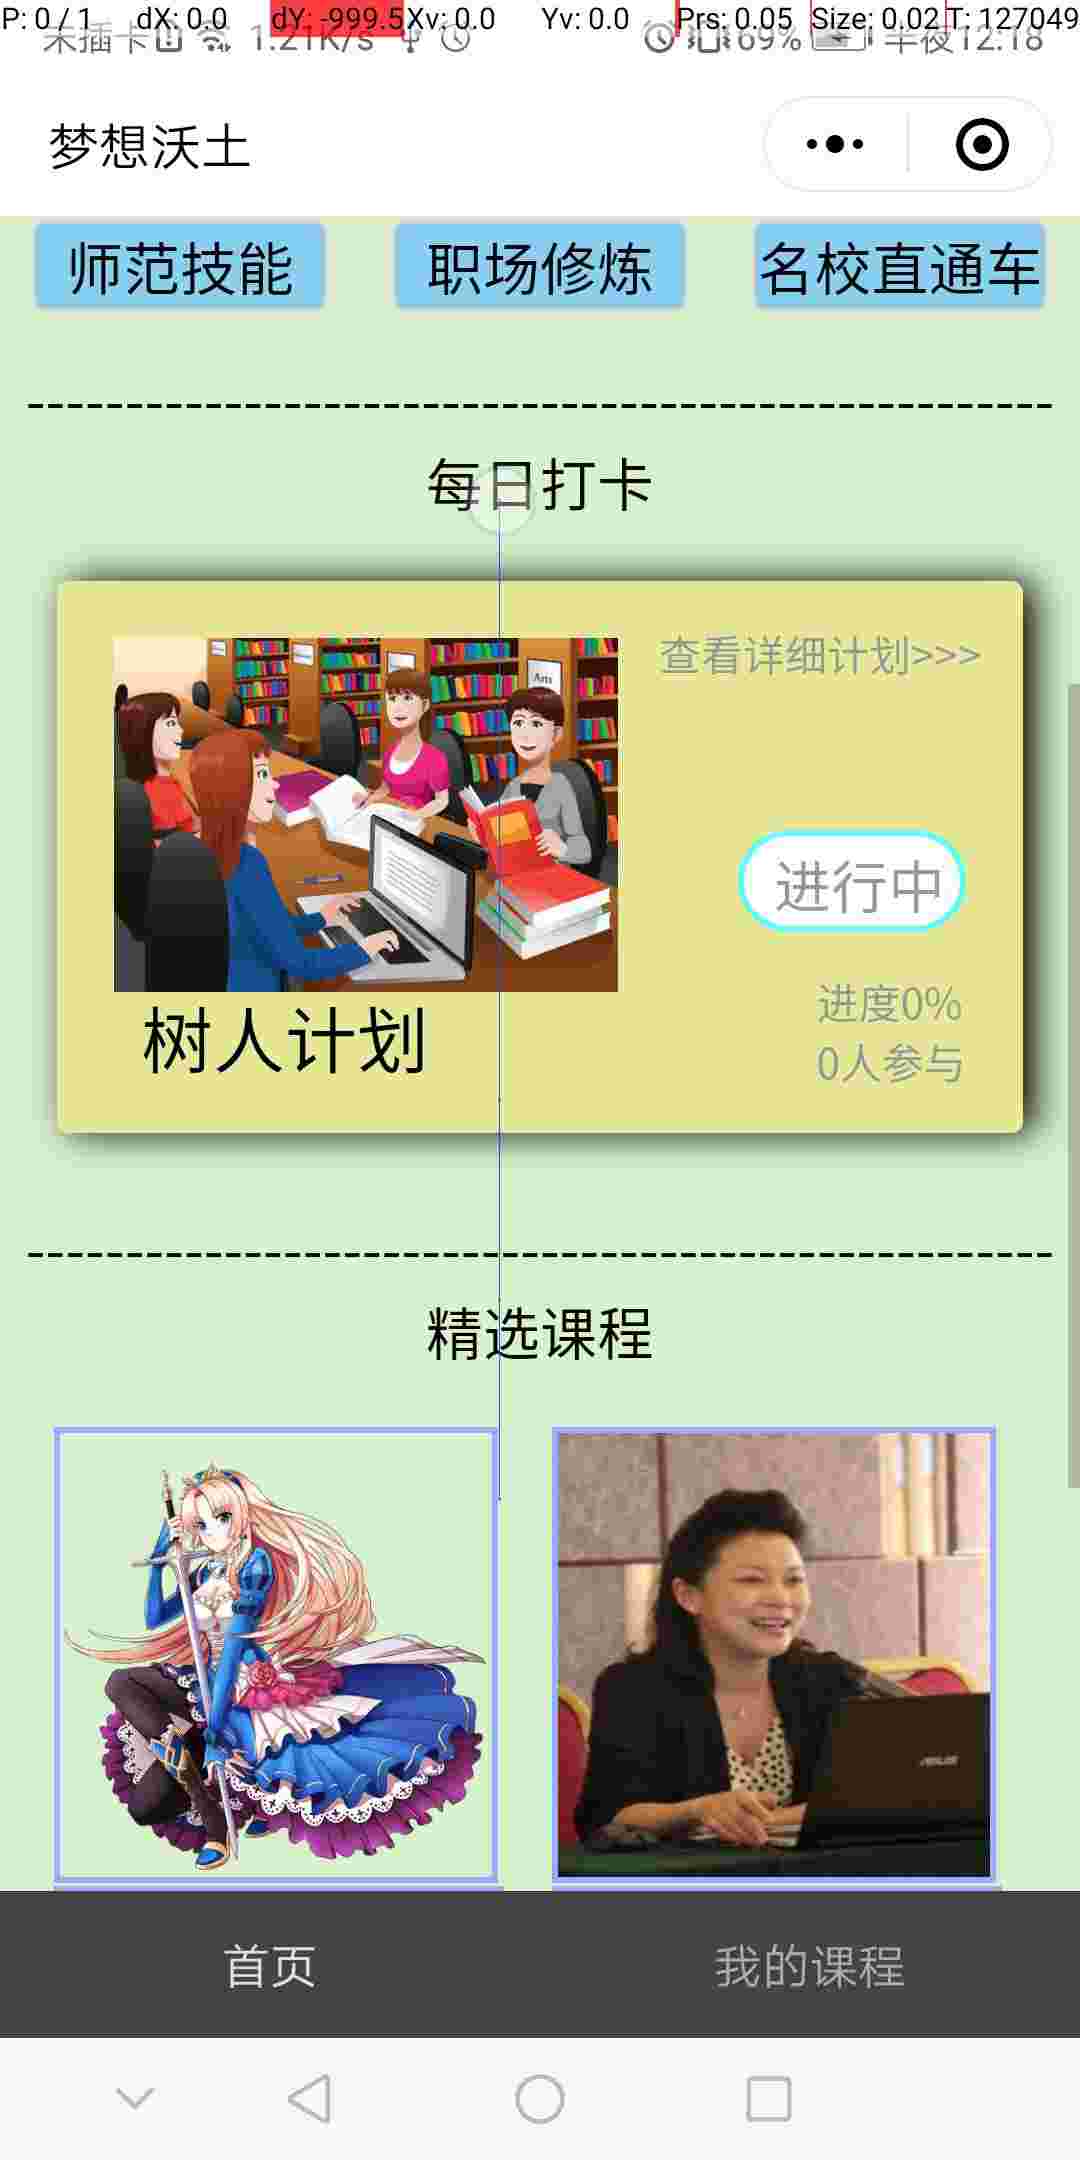 P: 0 / 1 dX: 0.0 dY: -999.5 Xv: 0.0 Yv: 0.0 Prs: 0.05 Size: 0.02 T: 127049
未插卡 1.21K/s 69% 半夜12:18
梦想沃土
师范技能 职场修炼 名校直通车
每日打卡
查看详细计划>>>
Arts
进行中
进度0%
树人计划
0人参与
精选课程
ASUS
首页 我的课程